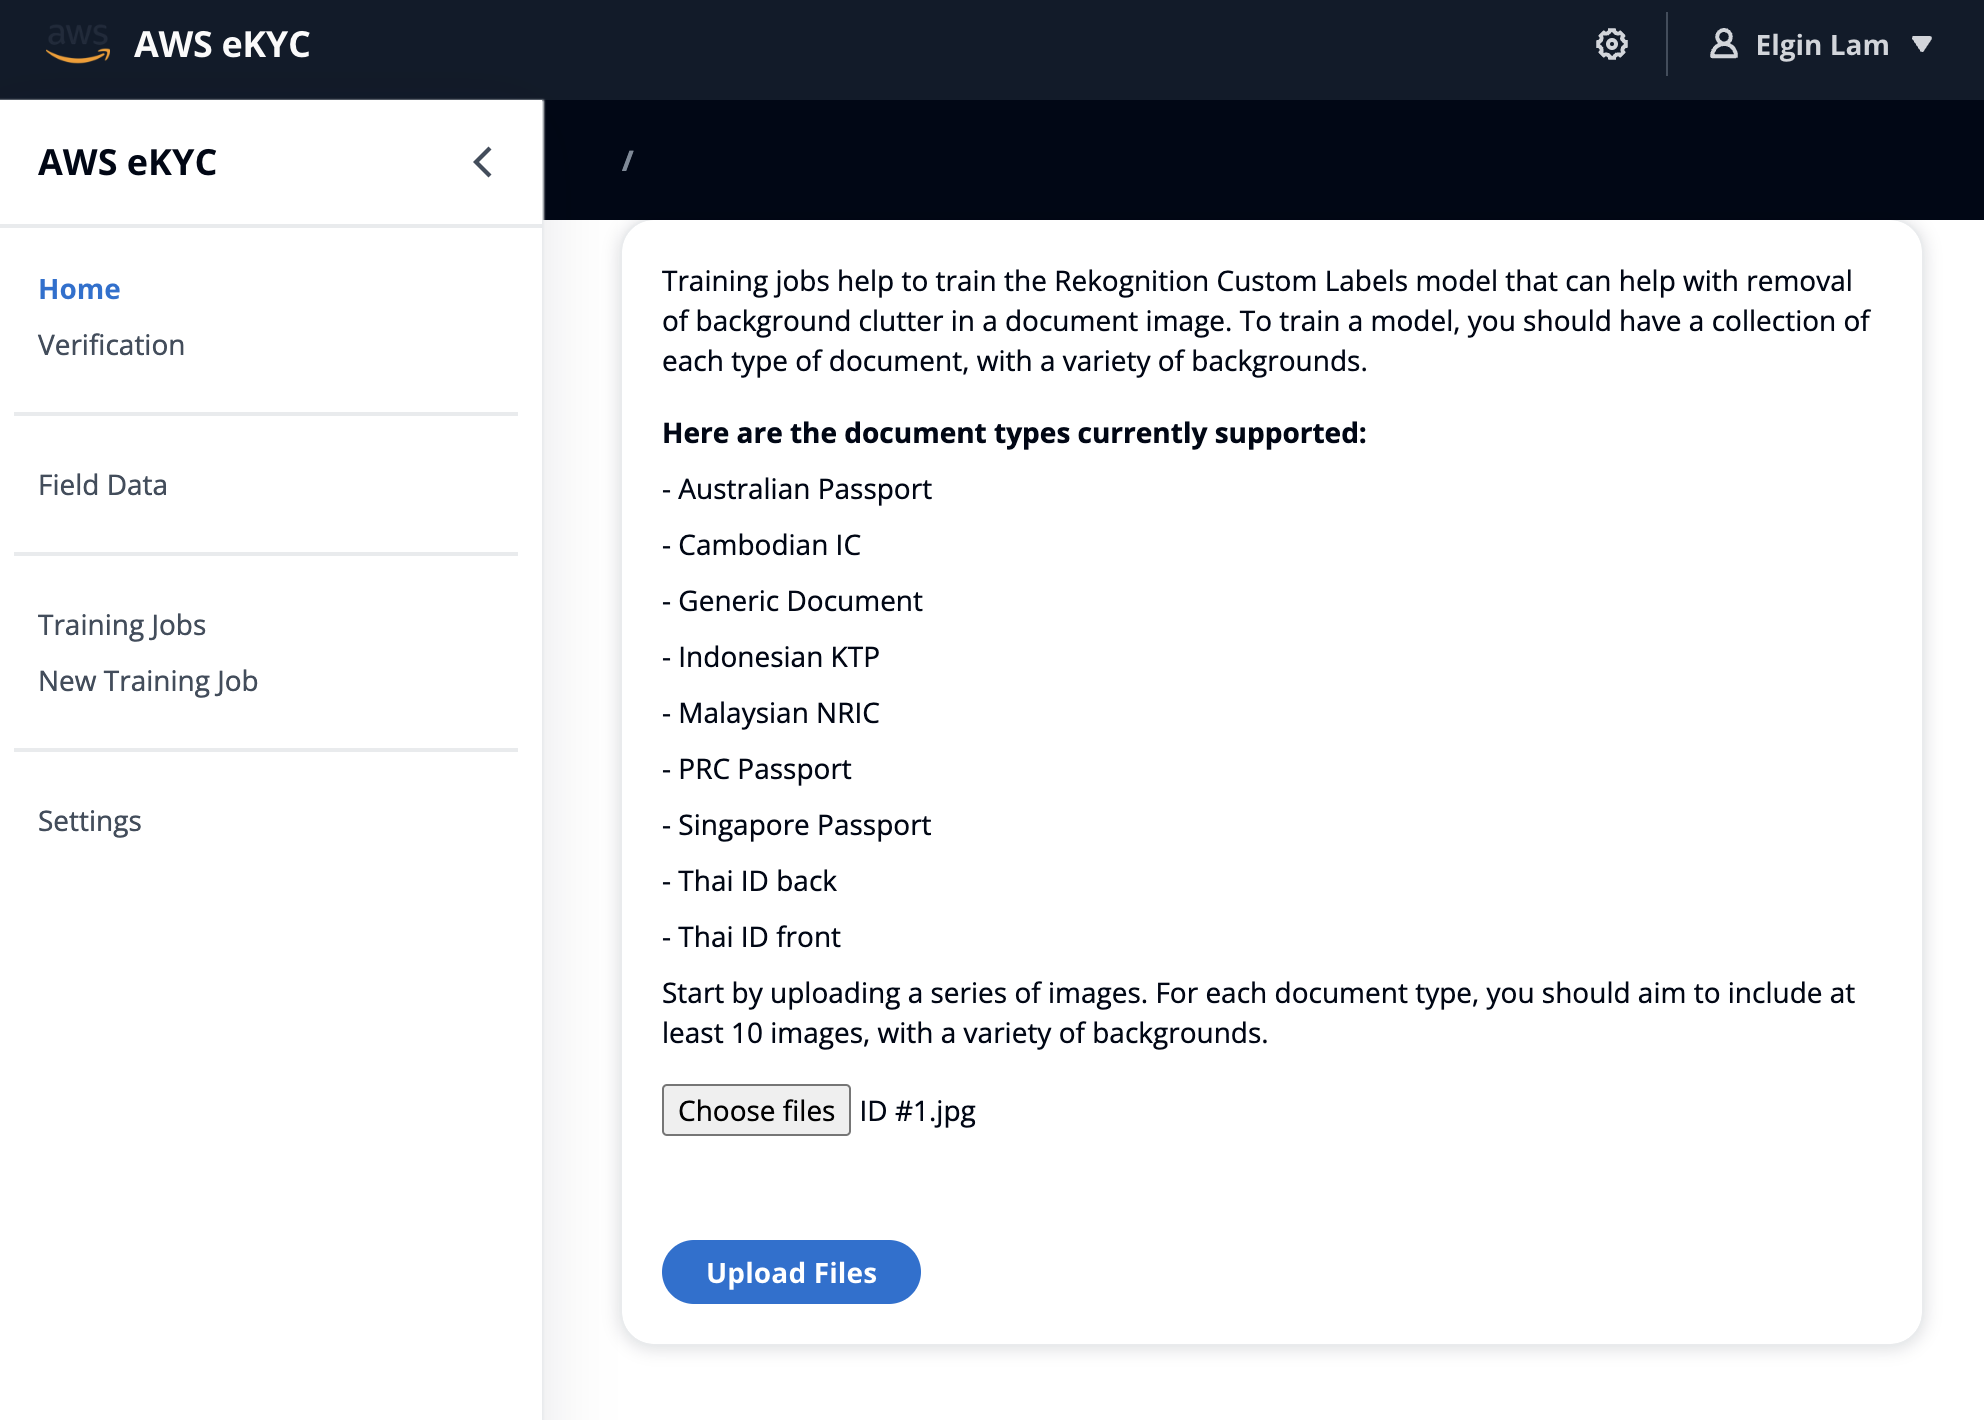 aws
AWS eKYC
Elgin Lam
AWS eKYC
/
Home
Verification
Field Data
Training Jobs
New Training Job
Settings
Training jobs help to train the Rekognition Custom Labels model that can help with removal
of background clutter in a document image. To train a model, you should have a collection of
each type of document, with a variety of backgrounds.
Here are the document types currently supported:
- Australian Passport
- Cambodian IC
- Generic Document
- Indonesian KTP
- Malaysian NRIC
- PRC Passport
- Singapore Passport
- Thai ID back
- Thai ID front
Start by uploading a series of images. For each document type, you should aim to include at
least 10 images, with a variety of backgrounds.
Choose files ID #1.jpg
Upload Files